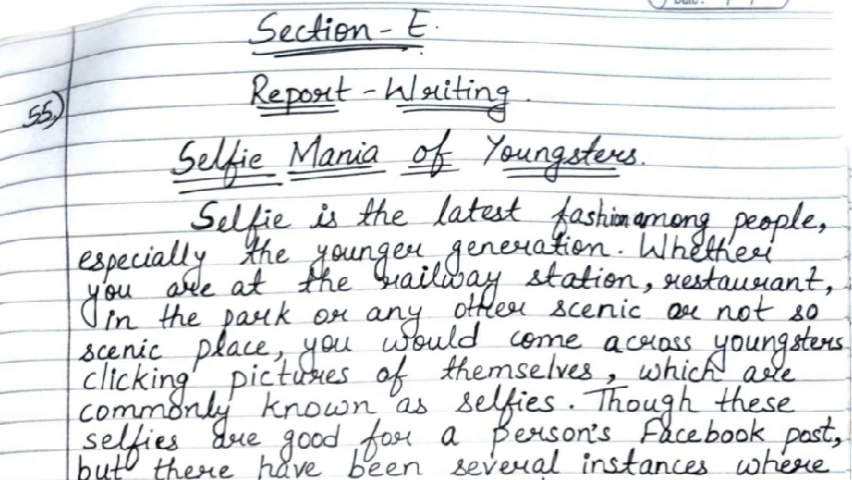 Section - E.
Report - Writing.
55)
Selfie Mania of Youngsters.
Selfie is the latest fashion among people,
especially the younger generation. Whether
you are at the railway station, restaurant,
in the park or any other scenic or not so
scenic place, you would come across youngsters
clicking pictures of themselves, which are
commonly known as selfies. Though these
selfies are good for a person's Facebook post,
but there have been several instances where